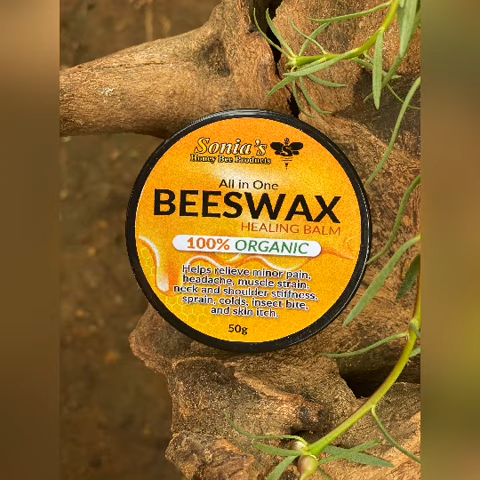 Sonia's
Honey Bee Products
All in One
BEESWAX
HEALING BALM
100% ORGANIC
Helps relieve minor pain,
headache, muscle strain,
neck and shoulder stiffness,
sprain, colds, insect bite,
and skin itch.
50g